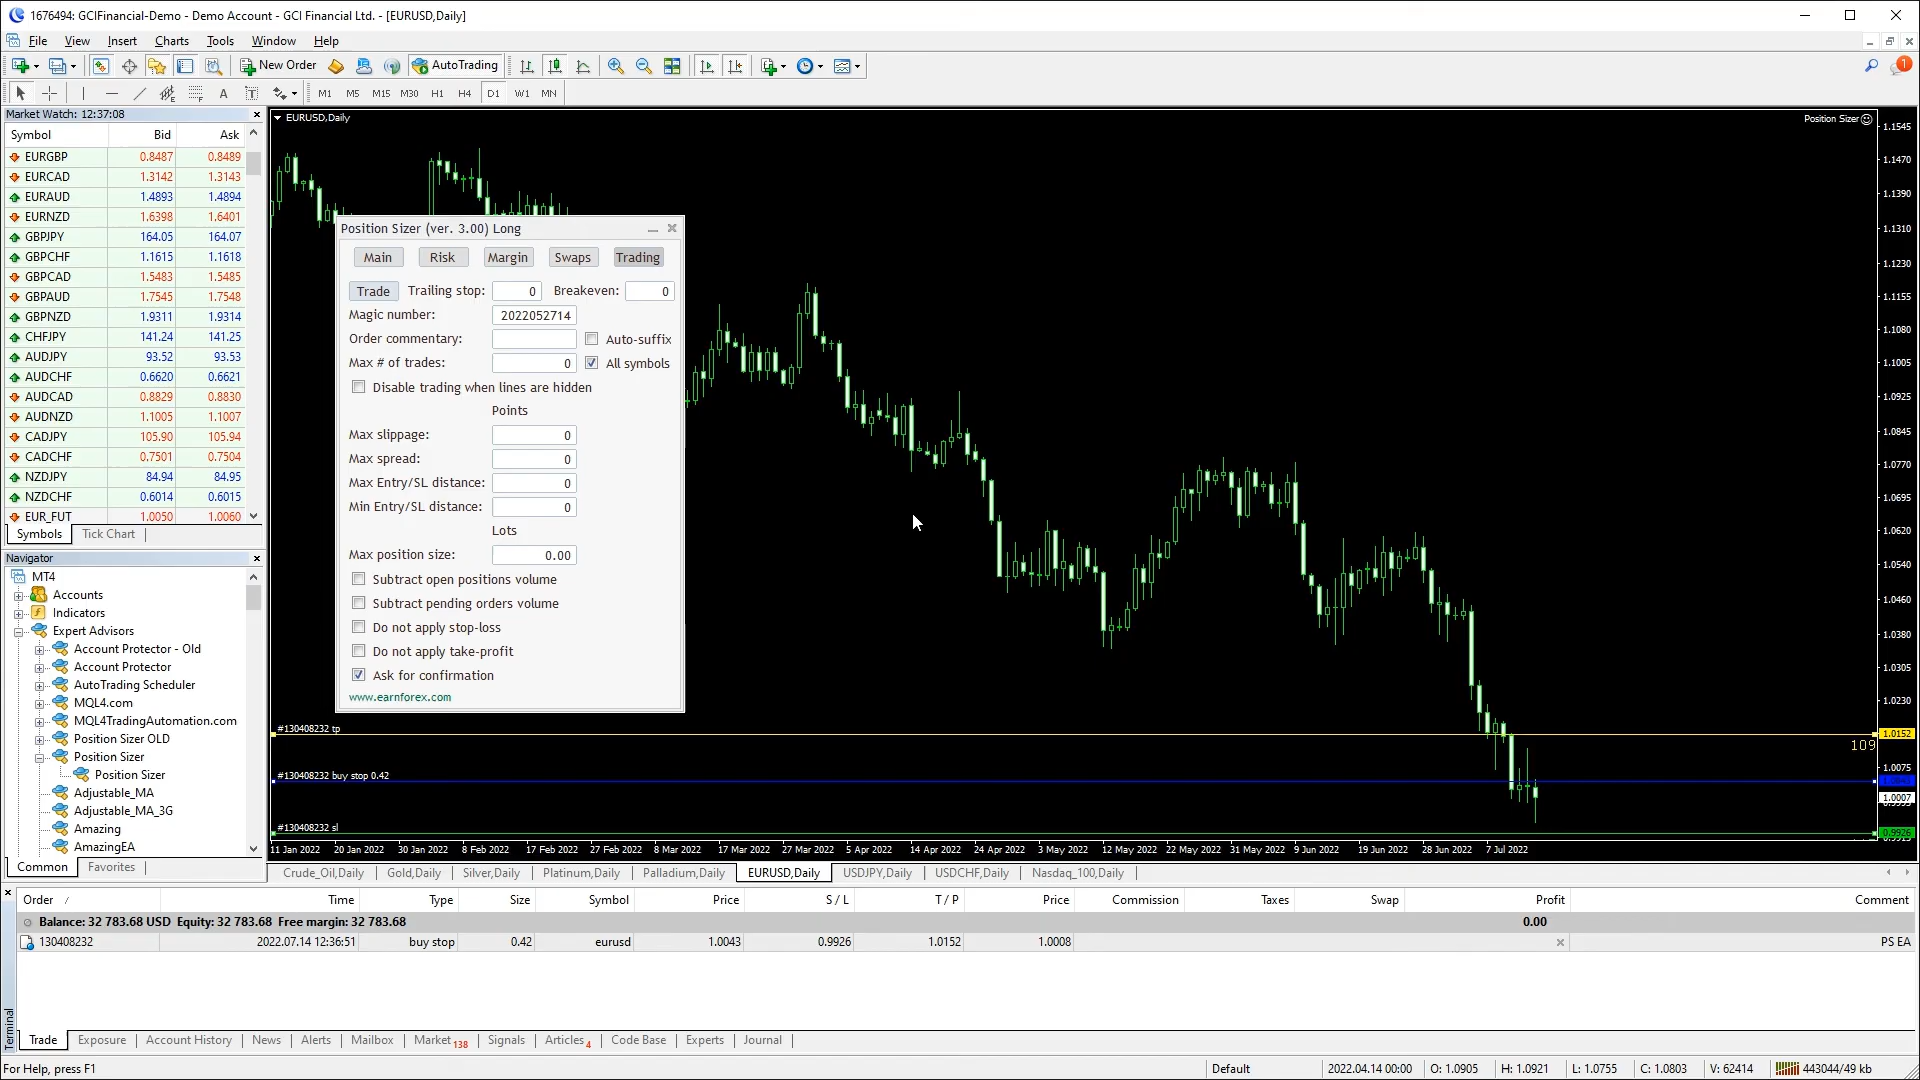 1676494: GCIFinancial-Demo - Demo Account - GCI Financial Ltd. - [EURUSD,Daily]
File View Insert Charts Tools Window Help
New Order AutoTrading 1
A T M1 M5 M15 M30 H1 H4 D1 W1 MN
Market Watch: 12:37:08
Symbol Bid Ask
EURGBP 0.8487 0.8489
EURCAD 1.3142 1.3143
EURAUD 1.4893 1.4894
EURNZD 1.6398 1.6401
GBPJPY 164.05 164.07
GBPCHF 1.1615 1.1618
GBPCAD 1.5483 1.5485
GBPAUD 1.7545 1.7548
GBPNZD 1.9311 1.9314
CHFJPY 141.24 141.25
AUDJPY 93.52 93.53
AUDCHF 0.6620 0.6621
AUDCAD 0.8829 0.8830
AUDNZD 1.1005 1.1007
CADJPY 105.90 105.94
CADCHF 0.7501 0.7504
NZDJPY 84.94 84.95
NZDCHF 0.6014 0.6015
EUR_FUT 1.0050 1.0060
Symbols Tick Chart
Navigator
MT4
Accounts
Indicators
Expert Advisors
Account Protector - Old
Account Protector
AutoTrading Scheduler
MQL4.com
MQL4TradingAutomation.com
Position Sizer OLD
Position Sizer
Position Sizer
Adjustable_MA
Adjustable_MA_3G
Amazing
AmazingEA
Common Favorites
EURUSD,Daily
Position Sizer
Position Sizer (ver. 3.00) Long
Main Risk Margin Swaps Trading
Trade Trailing stop: 0 Breakeven: 0
Magic number: 2022052714
Order commentary: Auto-suffix
Max # of trades: 0 All symbols
Disable trading when lines are hidden
Points
Max slippage: 0
Max spread: 0
Max Entry/SL distance: 0
Min Entry/SL distance: 0
Lots
Max position size: 0.00
Subtract open positions volume
Subtract pending orders volume
Do not apply stop-loss
Do not apply take-profit
Ask for confirmation
www.earnforex.com
#130408232 tp
109
#130408232 buy stop 0.42
#130408232 sl
1.1545
1.1470
1.1390
1.1310
1.1230
1.1155
1.1080
1.1005
1.0925
1.0845
1.0770
1.0695
1.0620
1.0540
1.0460
1.0380
1.0305
1.0230
1.0152
1.0075
1.0007
0.9926
11 Jan 2022 20 Jan 2022 30 Jan 2022 8 Feb 2022 17 Feb 2022 27 Feb 2022 8 Mar 2022 17 Mar 2022 27 Mar 2022 5 Apr 2022 14 Apr 2022 24 Apr 2022 3 May 2022 12 May 2022 22 May 2022 31 May 2022 9 Jun 2022 19 Jun 2022 28 Jun 2022 7 Jul 2022
Crude_Oil,Daily Gold,Daily Silver,Daily Platinum,Daily Palladium,Daily EURUSD,Daily USDJPY,Daily USDCHF,Daily Nasdaq_100,Daily
Order / Time Type Size Symbol Price S / L T / P Price Commission Taxes Swap Profit Comment
Balance: 32 783.68 USD Equity: 32 783.68 Free margin: 32 783.68 0.00
130408232 2022.07.14 12:36:51 buy stop 0.42 eurusd 1.0043 0.9926 1.0152 1.0008 PS EA
Terminal
Trade Exposure Account History News Alerts Mailbox Market 138 Signals Articles 4 Code Base Experts Journal
For Help, press F1 Default 2022.04.14 00:00 O: 1.0905 H: 1.0921 L: 1.0755 C: 1.0803 V: 62414 443044/49 kb